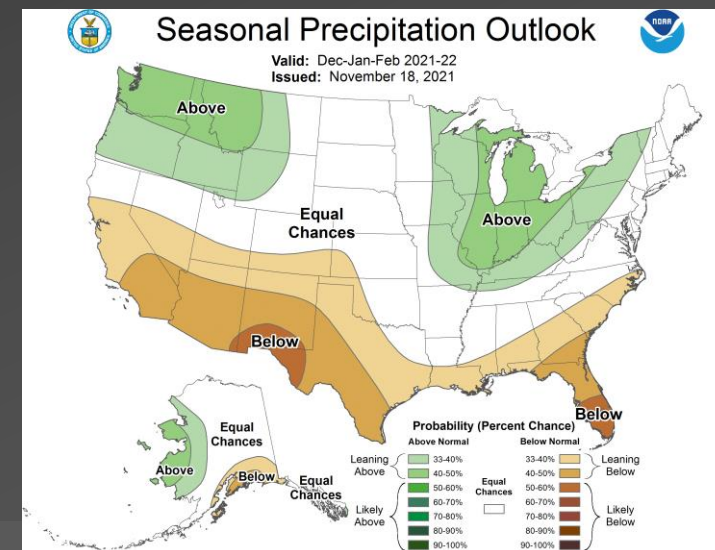 Seasonal Precipitation Outlook
NOAA
Valid: Dec-Jan-Feb 2021-22
Issued: November 18, 2021
Above
Equal
Chances
Above
Below
Below
Equal
Chances
Above
Below
Equal
Chances
Probability (Percent Chance)
Above Normal
Below Normal
Leaning
Above
33-40%
40-50%
Likely
Above
50-60%
60-70%
70-80%
80-90%
90-100%
Equal
Chances
33-40%
40-50%
Leaning
Below
50-60%
60-70%
70-80%
80-90%
90-100%
Likely
Below